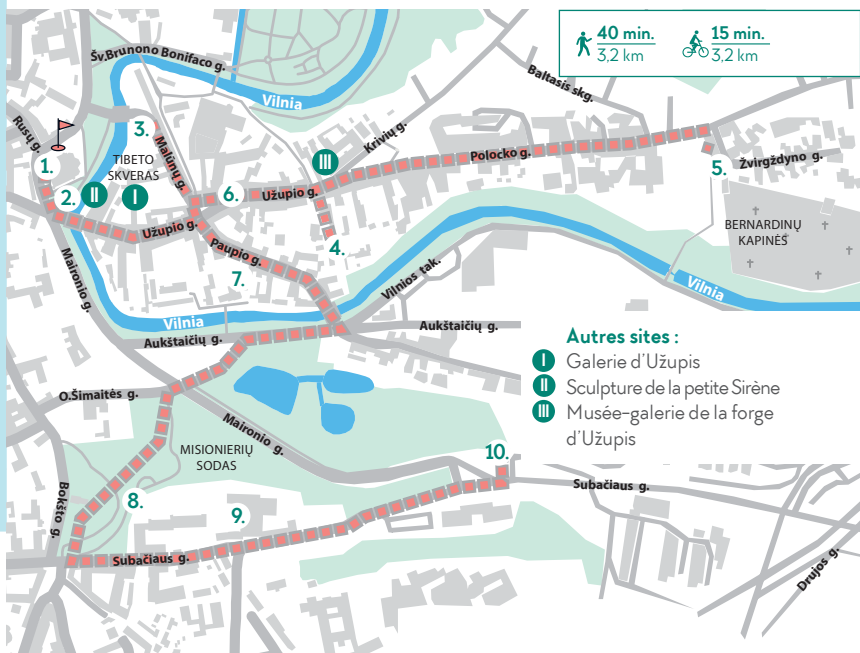 40 min.
3,2 km
15 min.
3,2 km
Šv.Brunono Bonifaco g.
Vilnia
Baltasis skg.
Rusų g.
3.
Malūnų g.
Krivių g.
III
Polocko g.
1.
TIBETO
SKVERAS
5.
Žvirgždyno g.
2.
II
I
6.
Užupio g.
Užupio g.
BERNARDINŲ
KAPINĖS
Maironio g.
Paupio g.
4.
7.
Vilnios tak.
Vilnia
Vilnia
Aukštaičių g.
Aukštaičių g.
Autres sites :
I Galerie d'Užupis
II Sculpture de la petite Sirène
III Musée-galerie de la forge
d'Užupis
O.Šimaitės g.
Maironio g.
MISIONIERIŲ
SODAS
10.
Subačiaus g.
Bokšto g.
8.
9.
Subačiaus g.
Drujos g.